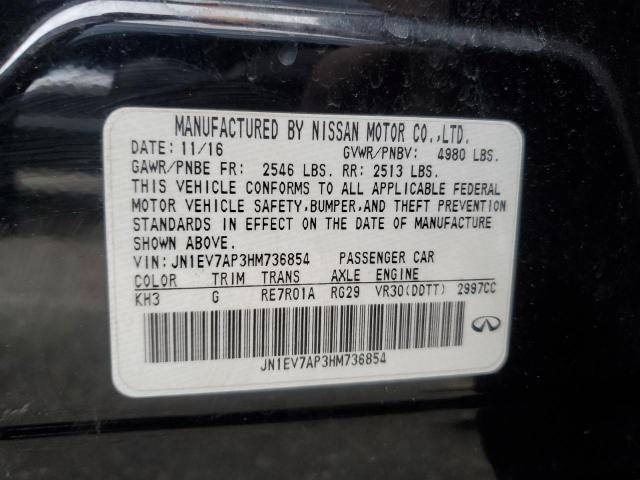 MANUFACTURED BY NISSAN MOTOR CO.,LTD.
DATE: 11/16 GVWR/PNBV: 4980 LBS.
GAWR/PNBE FR: 2546 LBS. RR: 2513 LBS.
THIS VEHICLE CONFORMS TO ALL APPLICABLE FEDERAL
MOTOR VEHICLE SAFETY,BUMPER,AND THEFT PREVENTION
STANDARDS IN EFFECT ON THE DATE OF MANUFACTURE
SHOWN ABOVE.
VIN: JN1EV7AP3HM736854 PASSENGER CAR
COLOR TRIM TRANS AXLE ENGINE
KH3 G RE7R01A RG29 VR30(DDTT) 2997CC
JN1EV7AP3HM736854